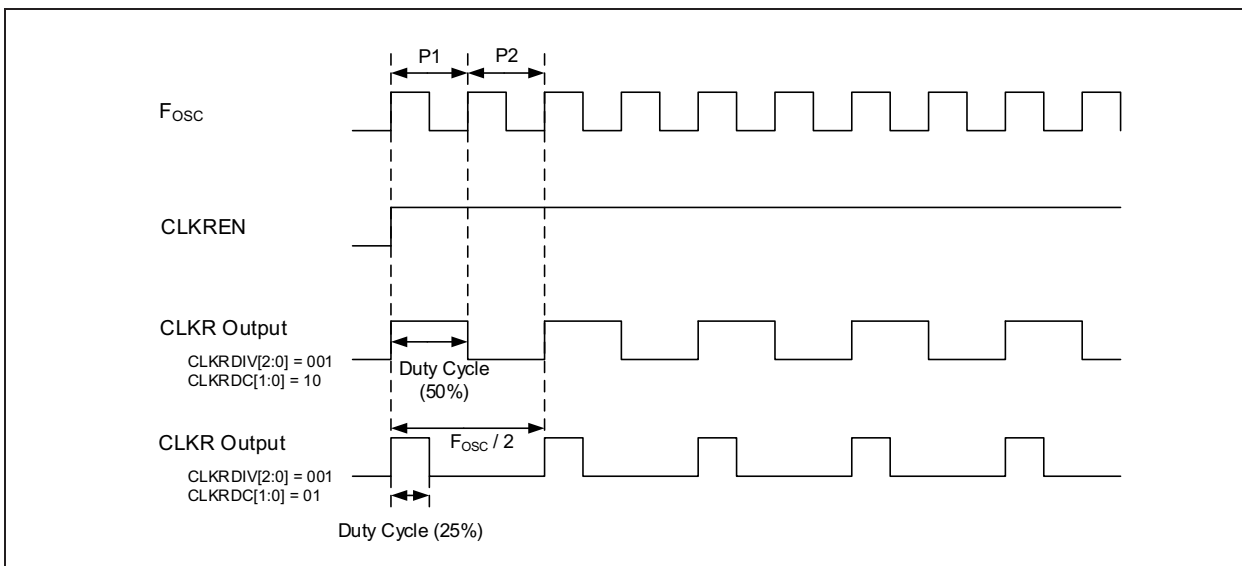 P1 P2
FOSC
CLKREN
CLKR Output
CLKRDIV[2:0] = 001
CLKRDC[1:0] = 10
Duty Cycle
(50%)
FOSC / 2
CLKR Output
CLKRDIV[2:0] = 001
CLKRDC[1:0] = 01
Duty Cycle (25%)